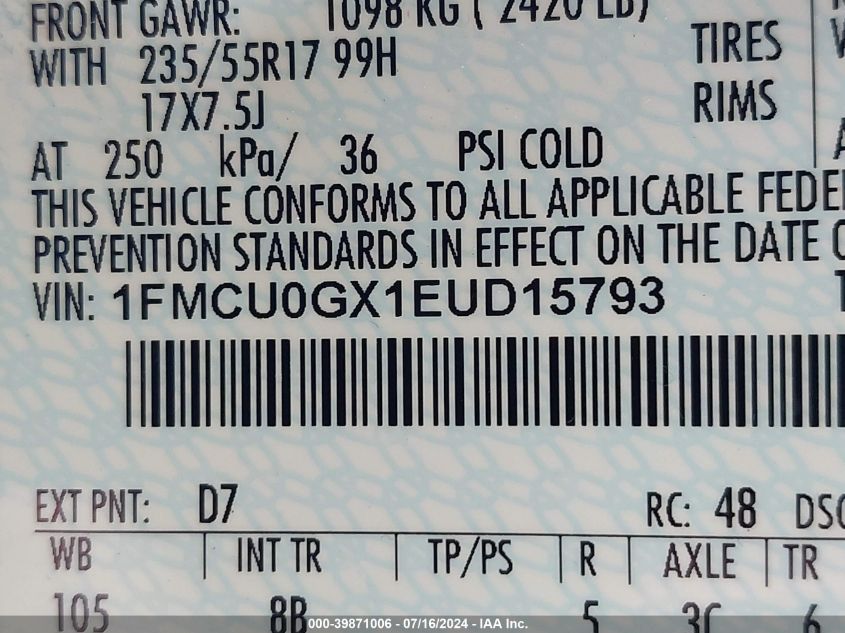 FRONT GAWR: 1098 KG ( 2420 LB)
WITH 235/55R17 99H TIRES
17X7.5J RIMS
AT 250 kPa/ 36 PSI COLD
THIS VEHICLE CONFORMS TO ALL APPLICABLE FEDE
PREVENTION STANDARDS IN EFFECT ON THE DATE
VIN: 1FMCU0GX1EUD15793
EXT PNT: D7 RC: 48 DSO
WB INT TR TP/PS R AXLE TR
105 8B 5 3C 6
000-39871006 - 07/16/2024 - IAA Inc.